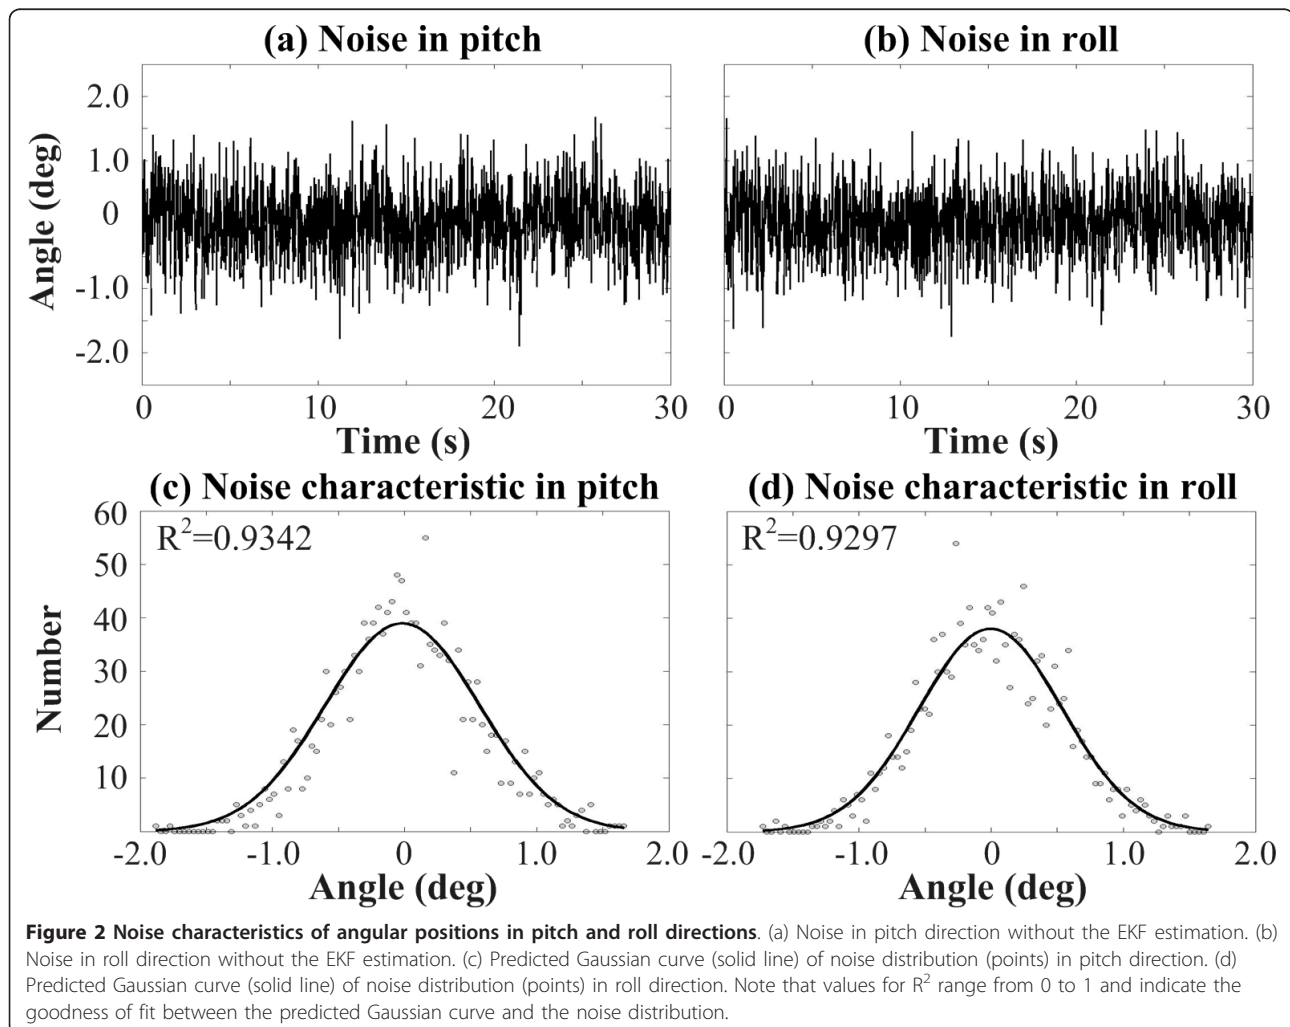 (a) Noise in pitch
(b) Noise in roll
Angle (deg)
2.0
1.0
0
-1.0
-2.0
0
10
20
30
Time (s)
0
10
20
30
Time (s)
(c) Noise characteristic in pitch
(d) Noise characteristic in roll
Number
60
50
40
30
20
10
R²=0.9342
-2.0
-1.0
0
1.0
2.0
Angle (deg)
R²=0.9297
-2.0
-1.0
0
1.0
2.0
Angle (deg)
Figure 2 Noise characteristics of angular positions in pitch and roll directions. (a) Noise in pitch direction without the EKF estimation. (b)
Noise in roll direction without the EKF estimation. (c) Predicted Gaussian curve (solid line) of noise distribution (points) in pitch direction. (d)
Predicted Gaussian curve (solid line) of noise distribution (points) in roll direction. Note that values for R² range from 0 to 1 and indicate the
goodness of fit between the predicted Gaussian curve and the noise distribution.